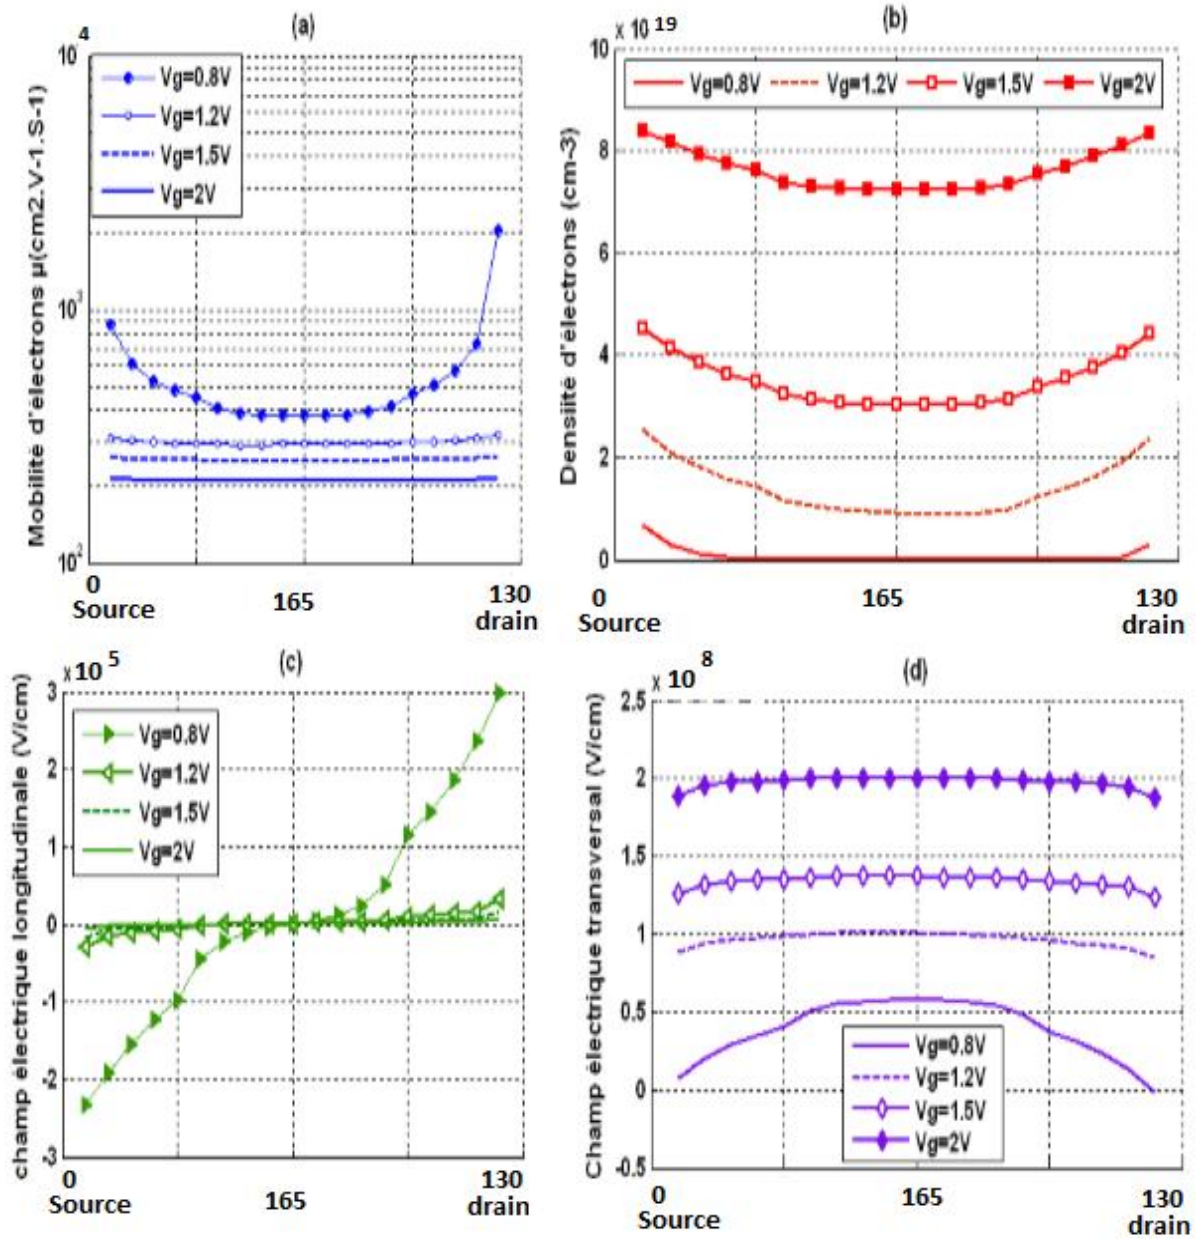 (a)
10 4
Mobilité d'électrons µ(cm2.V-1.S-1)
Vg=0.8V
Vg=1.2V
Vg=1.5V
Vg=2V
10 3
10 2
0
Source
165
130
drain
(b)
x 10 19
Densiité d'électrons (cm-3)
Vg=0.8V Vg=1.2V Vg=1.5V Vg=2V
10
8
6
4
2
0
0
Source
165
130
drain
(c)
x 10 5
champ èlectrique longitudinale (V/cm)
Vg=0.8V
Vg=1.2V
Vg=1.5V
Vg=2V
3
2
1
0
-1
-2
-3
0
Source
165
130
drain
(d)
x 10 8
Champ èlectrique transversal (V/cm)
2.5
2
1.5
1
0.5
0
-0.5
Vg=0.8V
Vg=1.2V
Vg=1.5V
Vg=2V
0
Source
165
130
drain